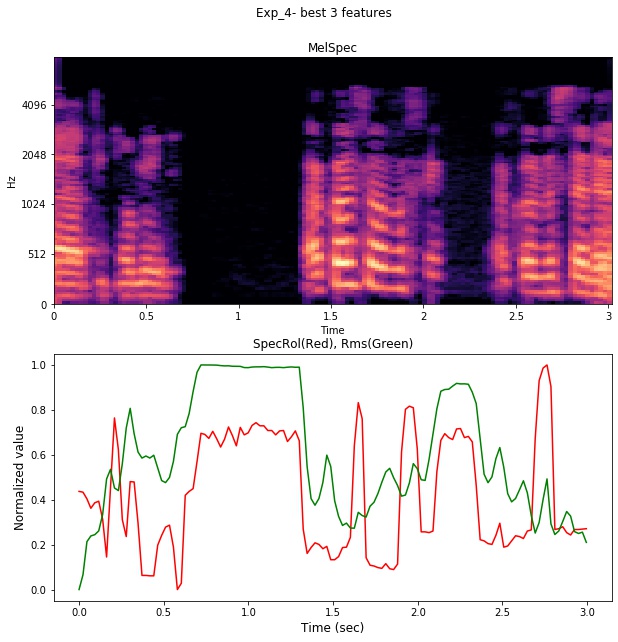 Exp_4- best 3 features
MelSpec
4096
2048
1024
512
0
Hz
0 0.5 1 1.5 2 2.5 3
Time
SpecRol(Red), Rms(Green)
1.0
0.8
0.6
0.4
0.2
0.0
Normalized value
0.0 0.5 1.0 1.5 2.0 2.5 3.0
Time (sec)